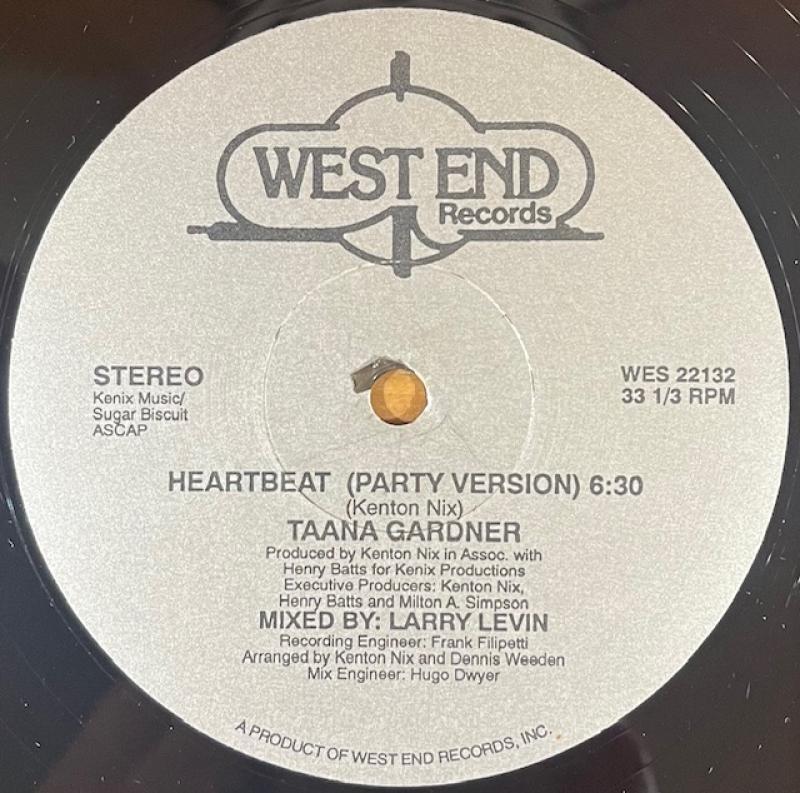 WEST END
Records
STEREO
Kenix Music/
Sugar Biscuit
ASCAP
WES 22132
33 1/3 RPM
HEARTBEAT (PARTY VERSION) 6:30
(Kenton Nix)
TAANA GARDNER
Produced by Kenton Nix in Assoc. with
Henry Batts for Kenix Productions
Executive Producers: Kenton Nix,
Henry Batts and Milton A. Simpson
MIXED BY: LARRY LEVIN
Recording Engineer: Frank Filipetti
Arranged by Kenton Nix and Dennis Weeden
Mix Engineer: Hugo Dwyer
A PRODUCT OF WEST END RECORDS, INC.